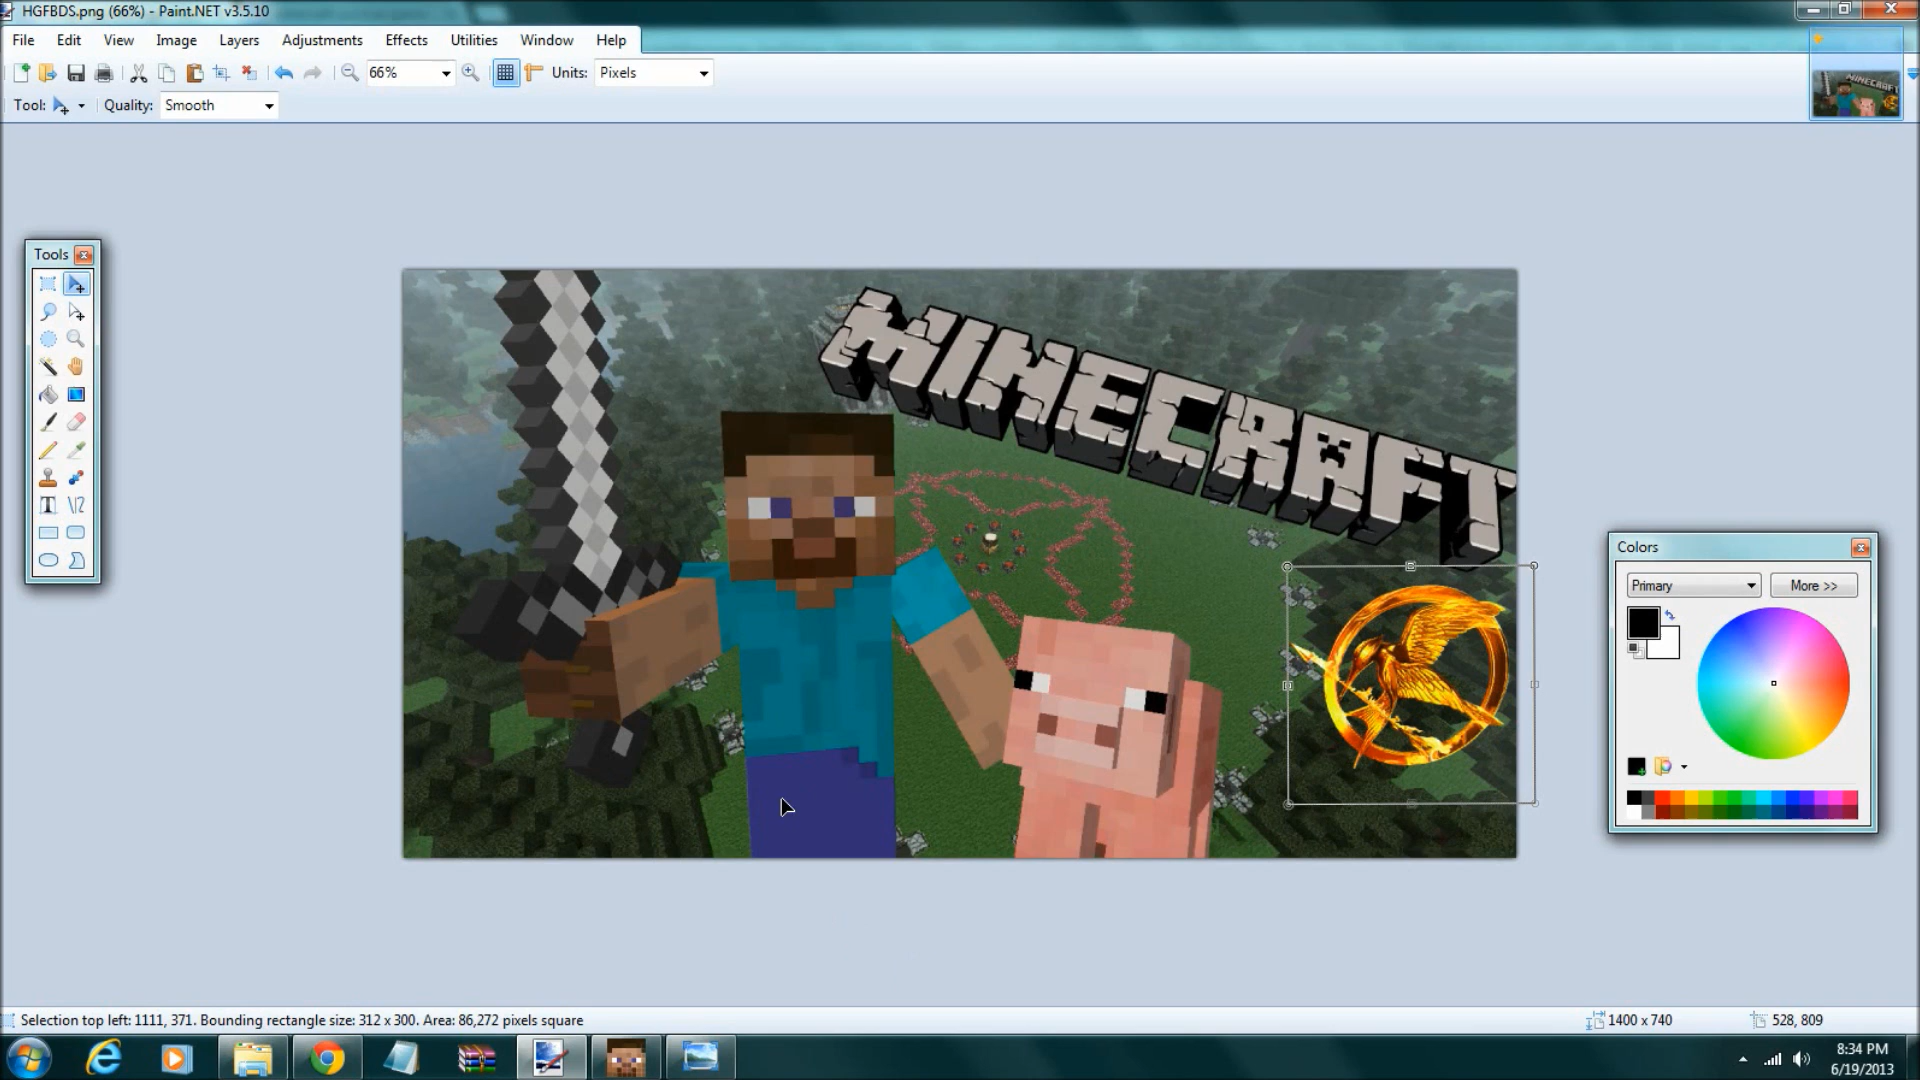 HGFBDS.png (66%) - Paint.NET v3.5.10
File Edit View Image Layers Adjustments Effects Utilities Window Help
66% Units: Pixels
Tool: Quality: Smooth
MINECRAFT
Tools
MINECRAFT
Colors
Primary More >>
Selection top left: 1111, 371. Bounding rectangle size: 312 x 300. Area: 86,272 pixels square
1400 x 740
528, 809
8:34 PM
6/19/2013